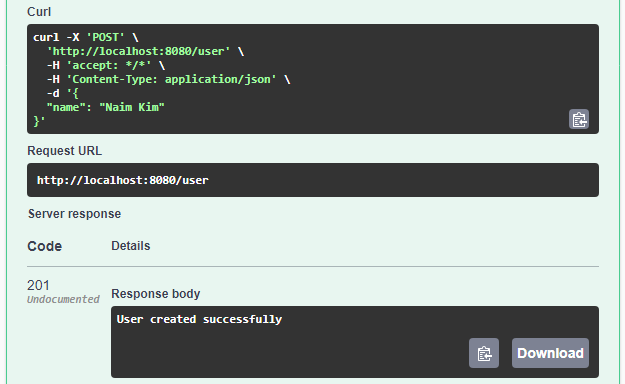 Curl
curl -X 'POST' \
  'http://localhost:8080/user' \
  -H 'accept: */*' \
  -H 'Content-Type: application/json' \
  -d '{
  "name": "Naim Kim"
}'
Request URL
http://localhost:8080/user
Server response
Code Details
201
Undocumented
Response body
User created successfully
Download